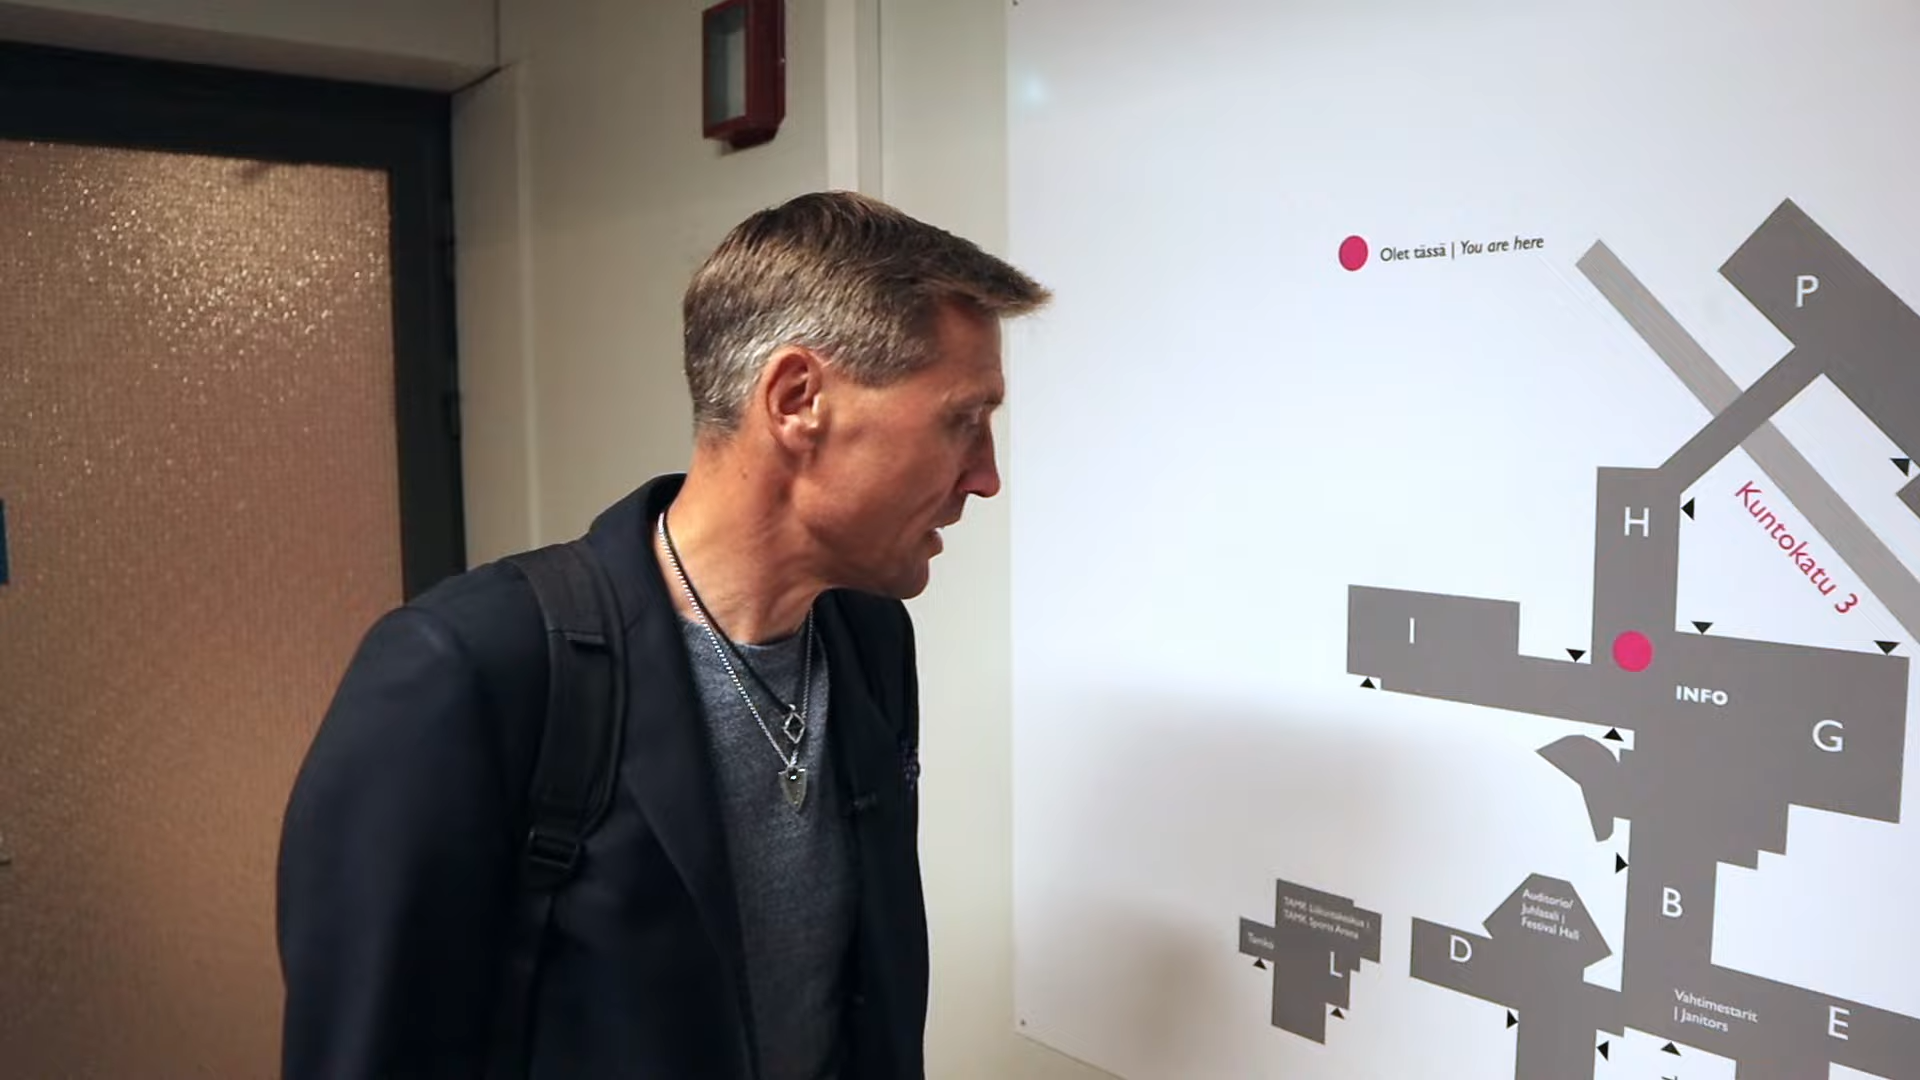 Olet tässä | You are here
P
Kuntokatu 3
H
I
INFO
G
B
Auditorio/
Juhlasali |
Festival Hall
TAMK Liikuntakeskus |
TAMK Sports Arena
D
L
Vahtimestarit
| Janitors
E